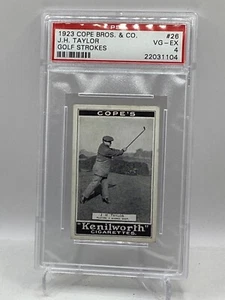 1923 COPE BROS. & CO. #26
J.H. TAYLOR VG-EX
GOLF STROKES 4
22031104
COPE'S
J. H. TAYLOR
"Kenilworth"
CIGARETTES.